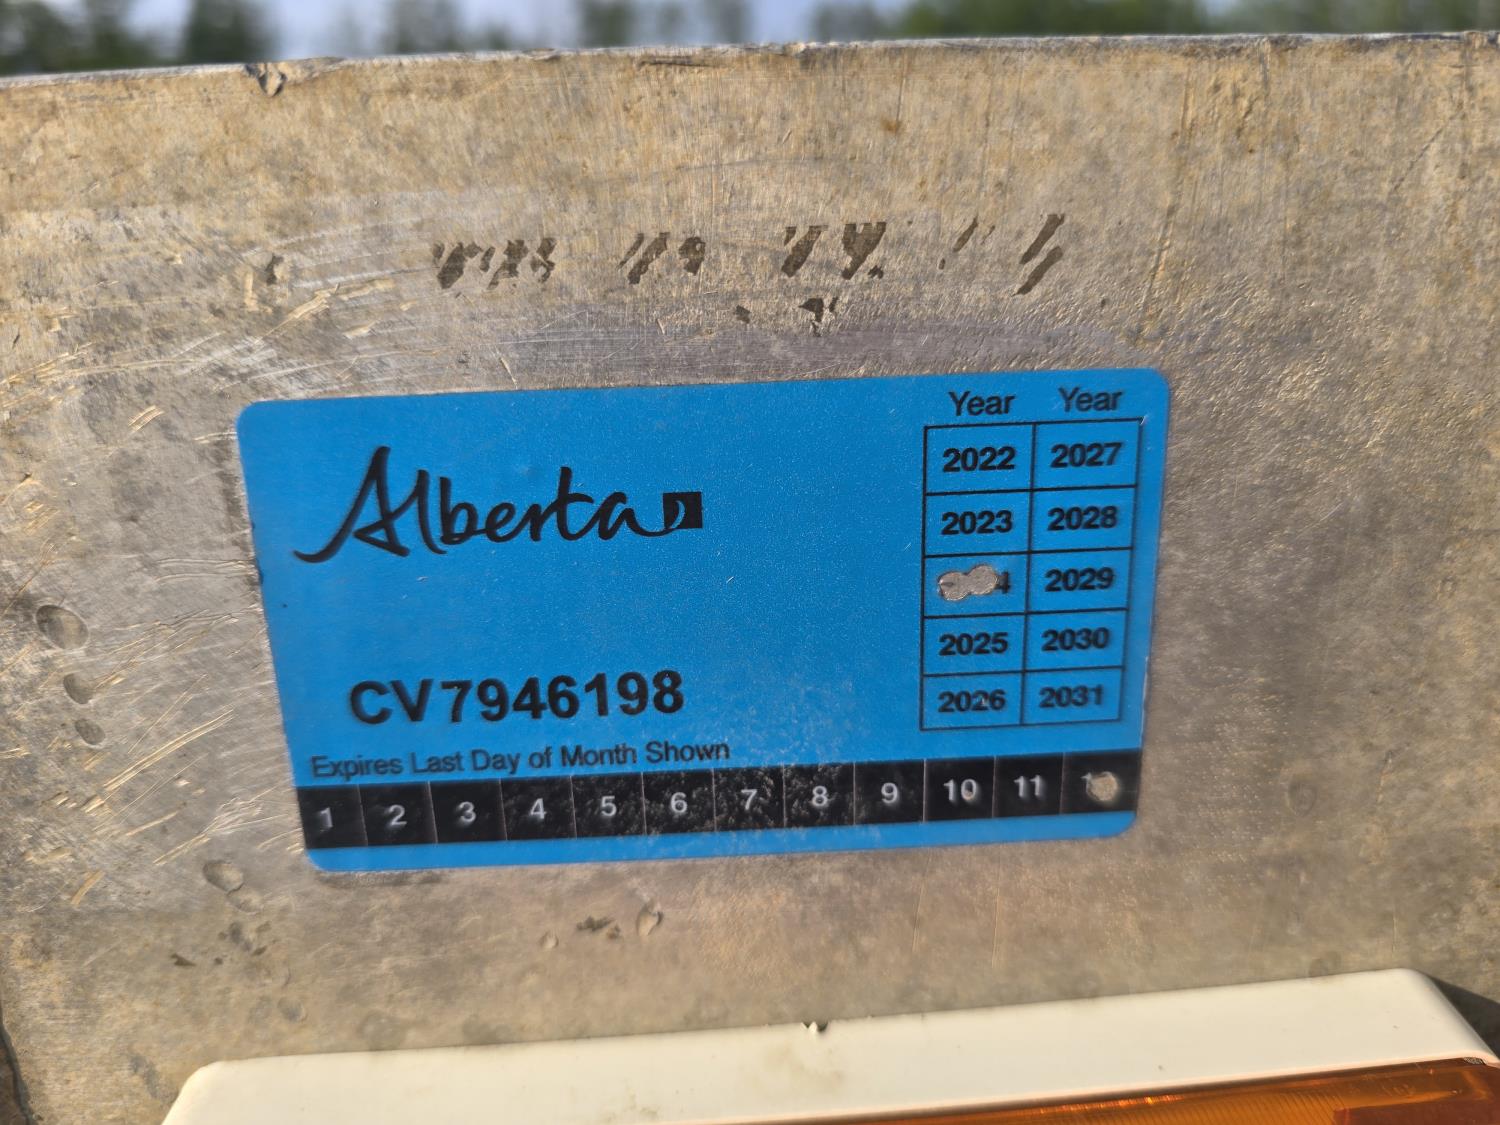 Alberta
Year Year
2022 2027
2023 2028
2029
2025 2030
2026 2031
CV7946198
Expires Last Day of Month Shown
1 2 3 4 5 6 7 8 9 10 11